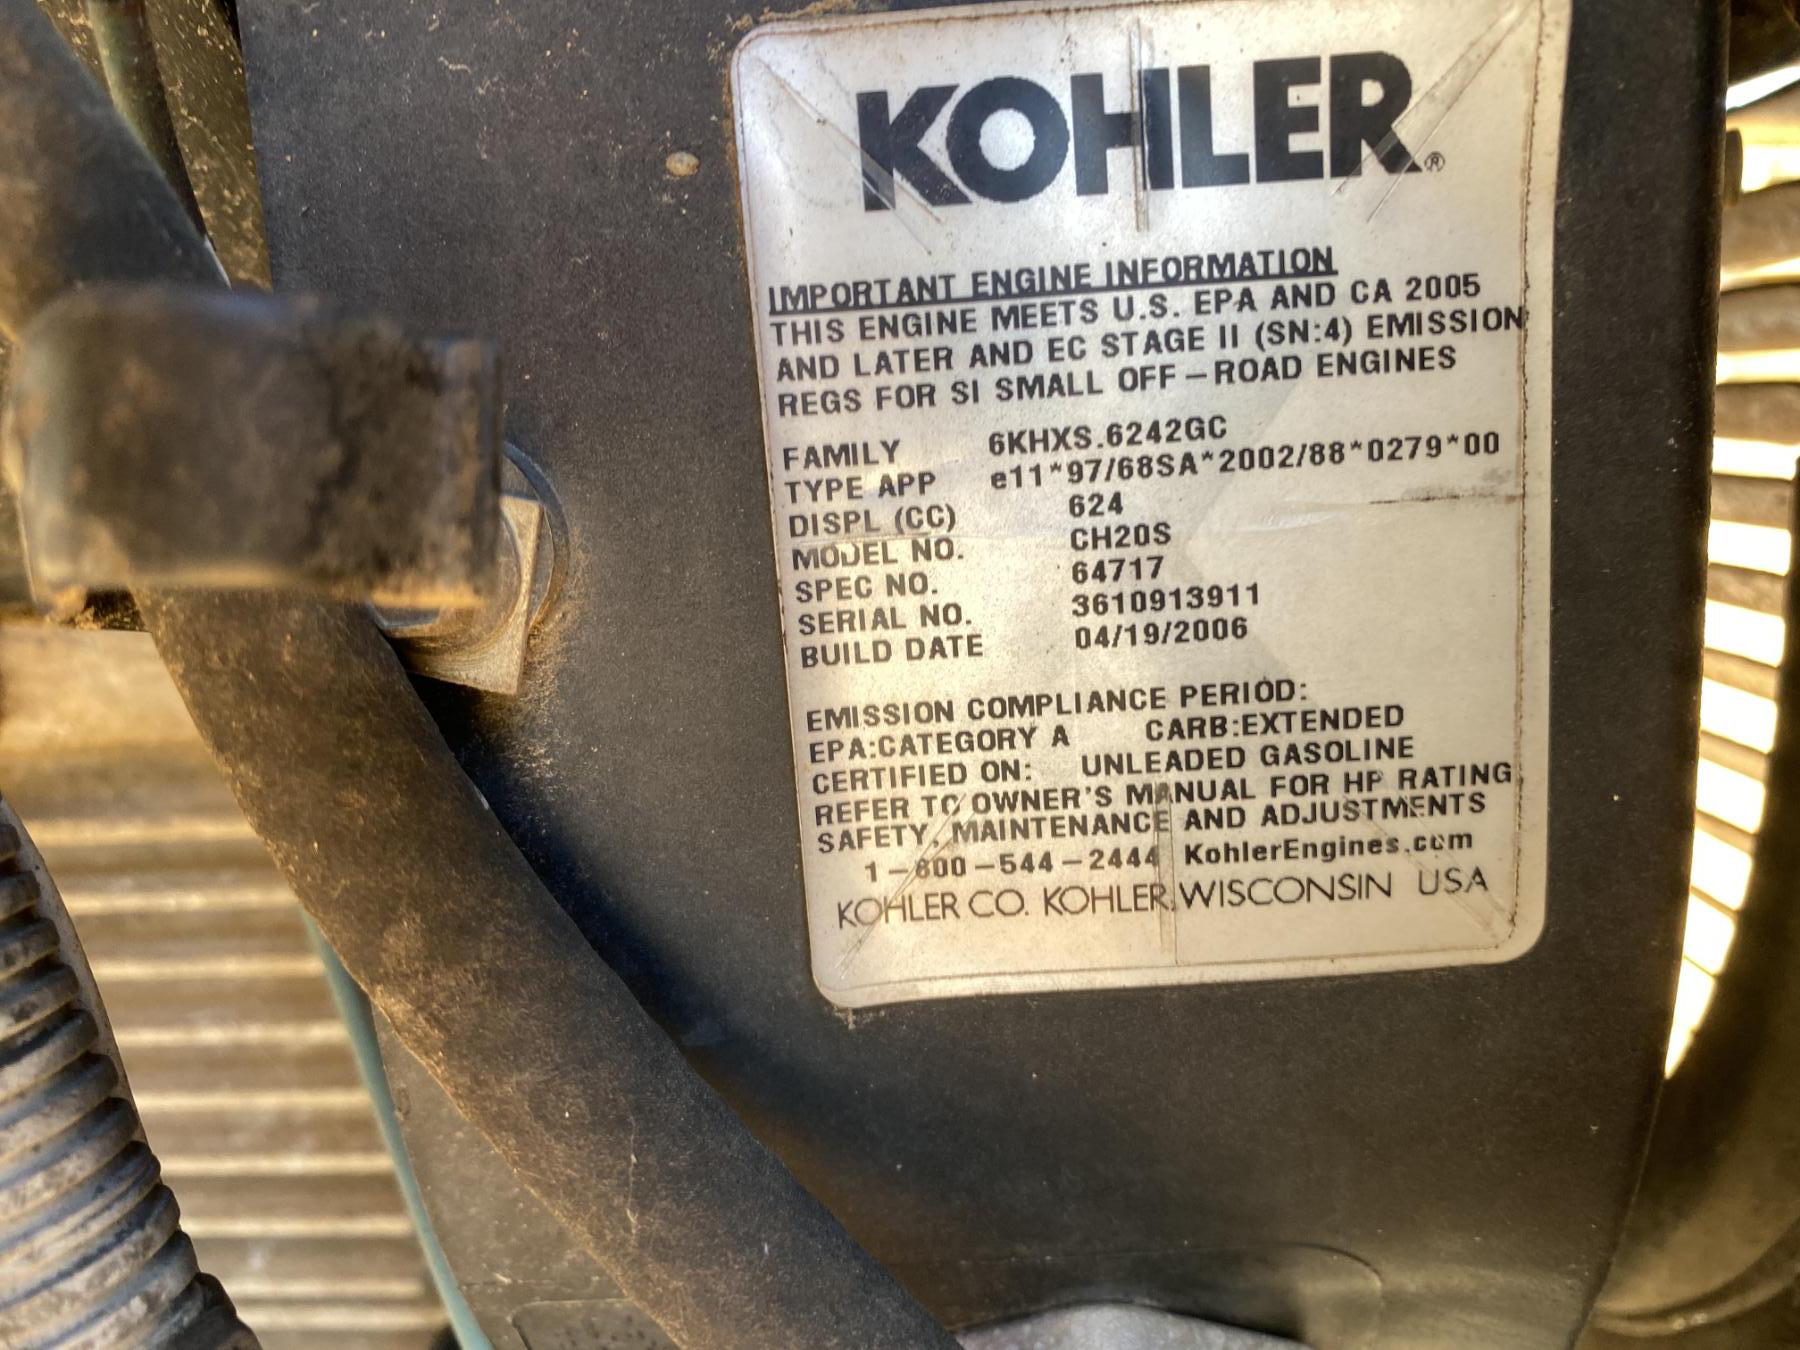 KOHLER®
IMPORTANT ENGINE INFORMATION
THIS ENGINE MEETS U.S. EPA AND CA 2005
AND LATER AND EC STAGE II (SN:4) EMISSION
REGS FOR SI SMALL OFF-ROAD ENGINES
FAMILY 6KHXS.6242GC
TYPE APP e11*97/68SA*2002/88*0279*00
DISPL (CC) 624
MODEL NO. CH20S
SPEC NO. 64717
SERIAL NO. 3610913911
BUILD DATE 04/19/2006
EMISSION COMPLIANCE PERIOD:
EPA:CATEGORY A CARB:EXTENDED
CERTIFIED ON: UNLEADED GASOLINE
REFER TO OWNER'S MANUAL FOR HP RATING,
SAFETY, MAINTENANCE AND ADJUSTMENTS
1-800-544-2444 KohlerEngines.com
KOHLER CO. KOHLER, WISCONSIN USA